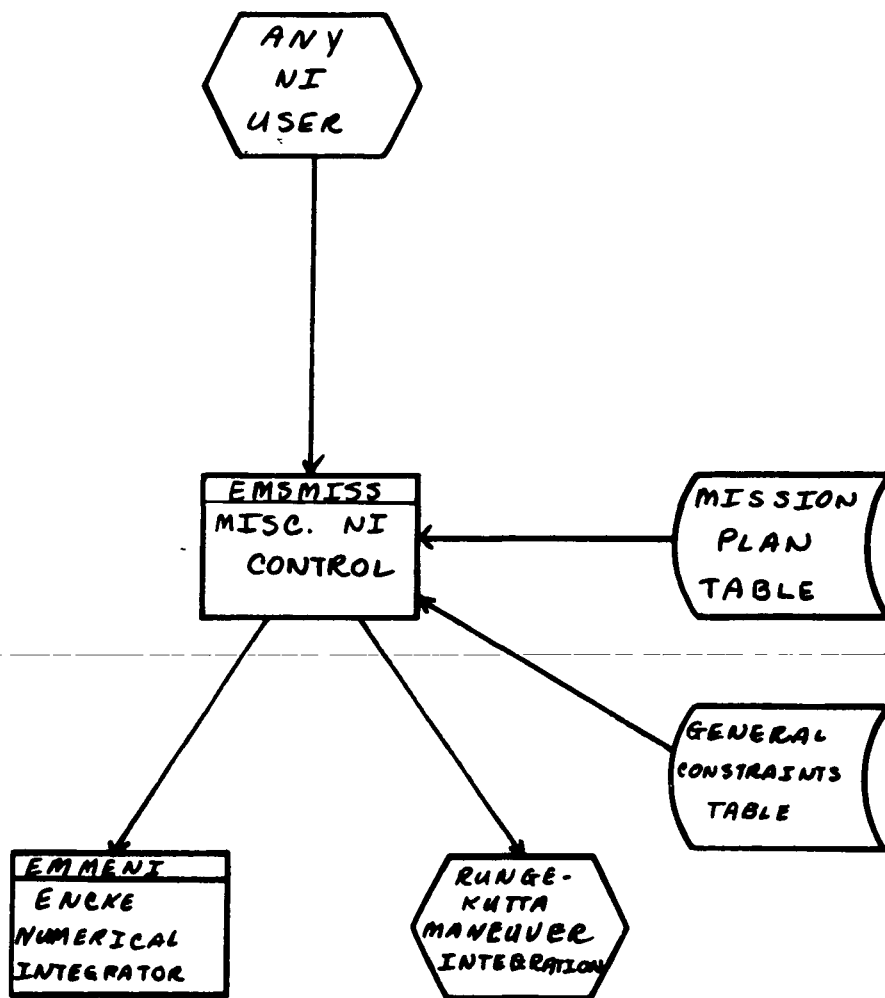 ANY
NI
USER
EMSMISS
MISC. NI
CONTROL
MISSION
PLAN
TABLE
GENERAL
CONSTRAINTS
TABLE
EMMENI
ENCKE
NUMERICAL
INTEGRATOR
RUNGE-
KUTTA
MANEUVER
INTEGRATION